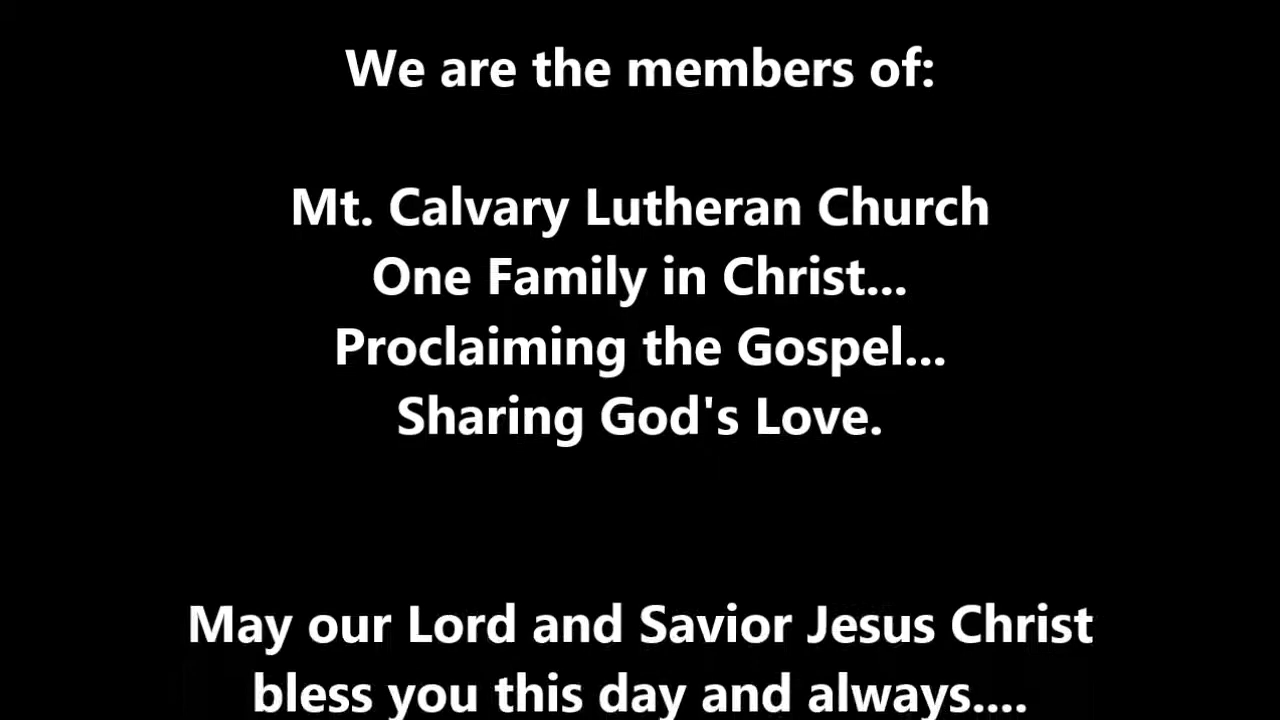 We are the members of:
Mt. Calvary Lutheran Church
One Family in Christ...
Proclaiming the Gospel...
Sharing God's Love.
May our Lord and Savior Jesus Christ
bless you this day and always....